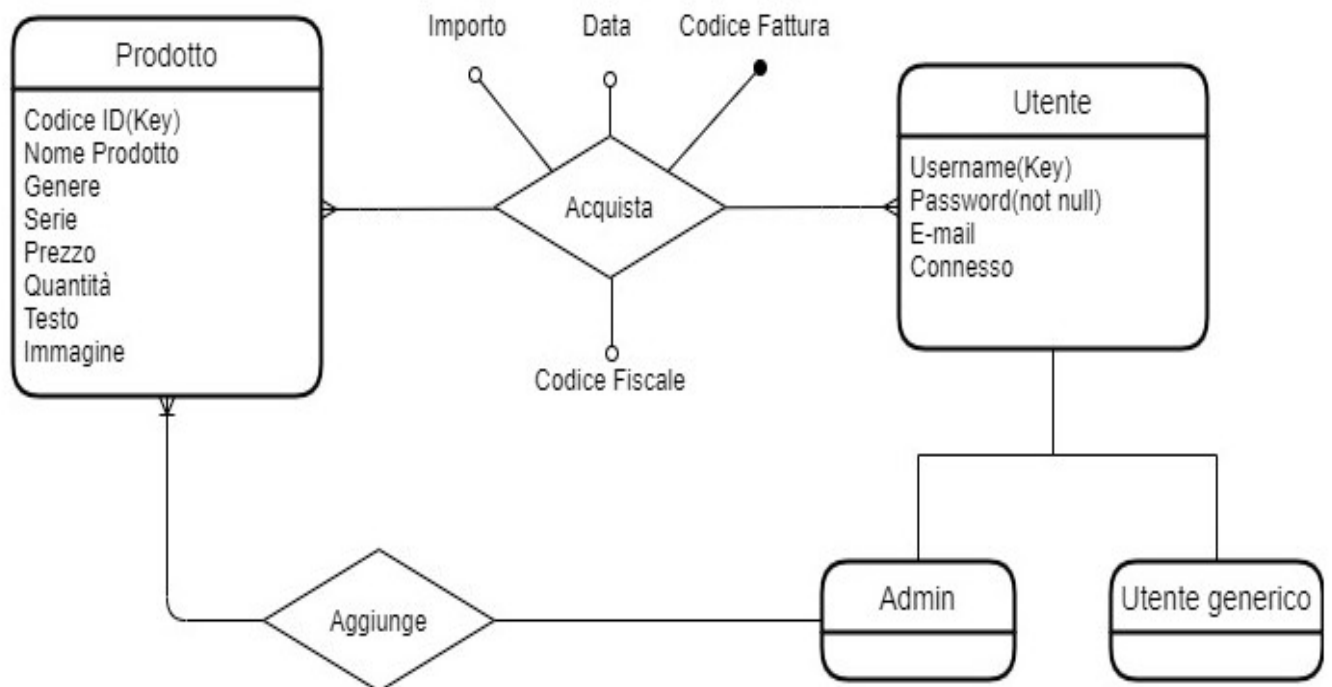 Prodotto
Codice ID(Key)
Nome Prodotto
Genere
Serie
Prezzo
Quantità
Testo
Immagine
Importo
Data
Codice Fattura
Acquista
Codice Fiscale
Utente
Username(Key)
Password(not null)
E-mail
Connesso
Aggiunge
Admin
Utente generico